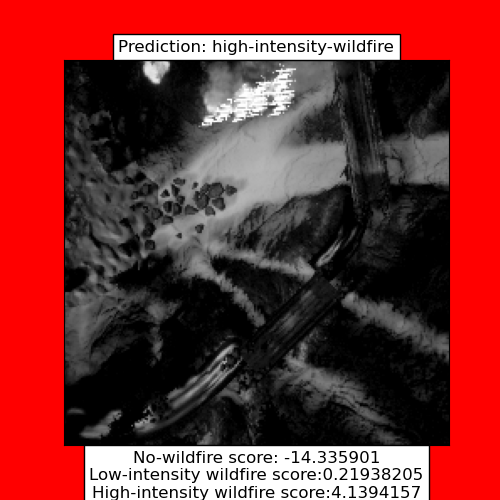 Prediction: high-intensity-wildfire
No-wildfire score: -14.335901
Low-intensity wildfire score:0.21938205
High-intensity wildfire score:4.1394157